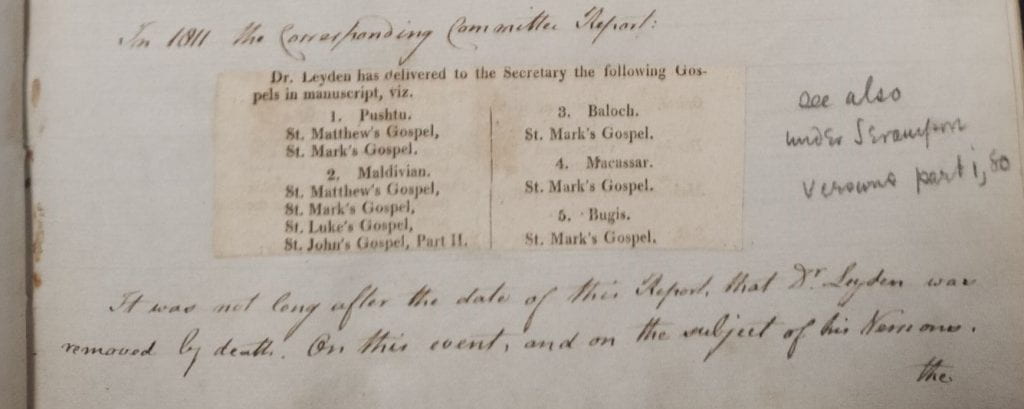 In 1811 the Corresponding Committee Report:
Dr. Leyden has delivered to the Secretary the following Gos-
pels in manuscript, viz.
1. Pushtu.
St. Matthew's Gospel,
St. Mark's Gospel.
2. Maldivian.
St. Matthew's Gospel,
St. Mark's Gospel,
St. Luke's Gospel,
St. John's Gospel, Part II.
3. Baloch.
St. Mark's Gospel.
4. Macassar.
St. Mark's Gospel.
5. Bugis.
St. Mark's Gospel.
see also
under Serampore
versions part i, 80
It was not long after the date of this Report, that Dr. Leyden was
removed by death. On this event, and on the subject of his Versions.
the